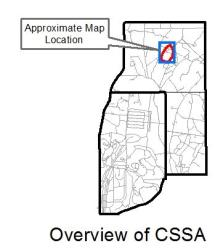 Approximate Map
Location
Overview of CSSA